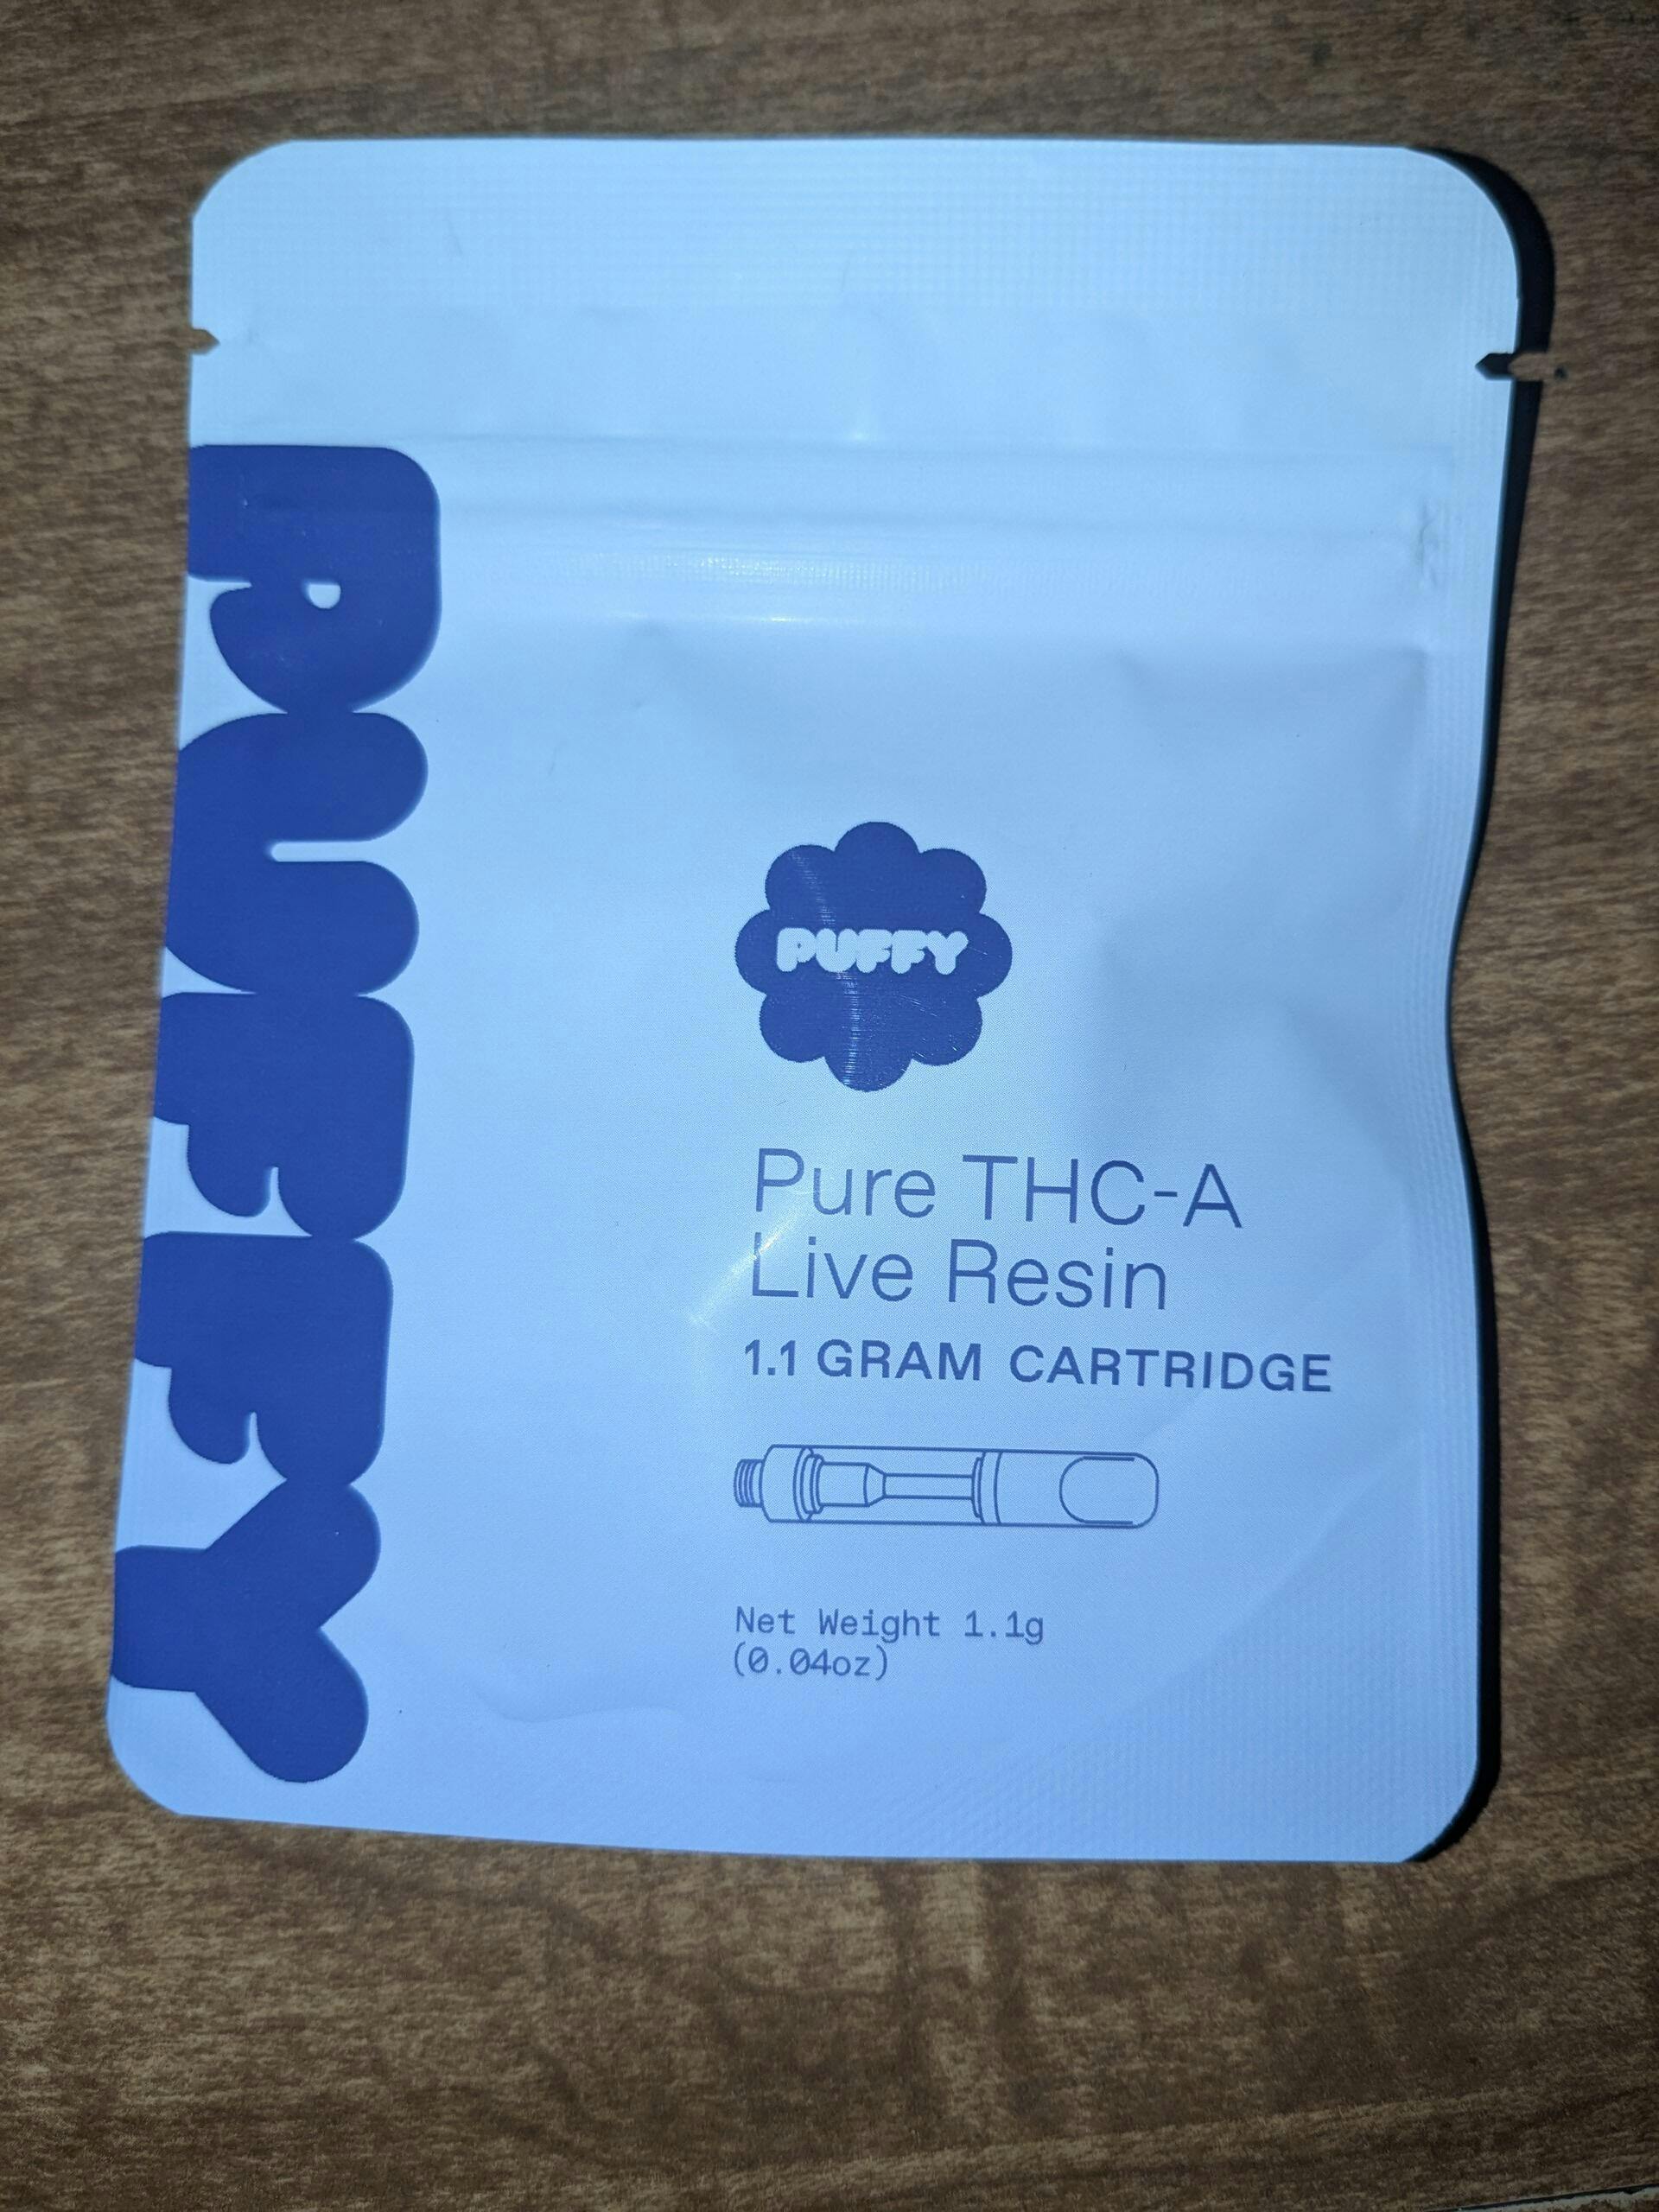 PUFFY
PUFFY
Pure THC-A
Live Resin
1.1 GRAM CARTRIDGE
Net Weight 1.1g
(0.04oz)